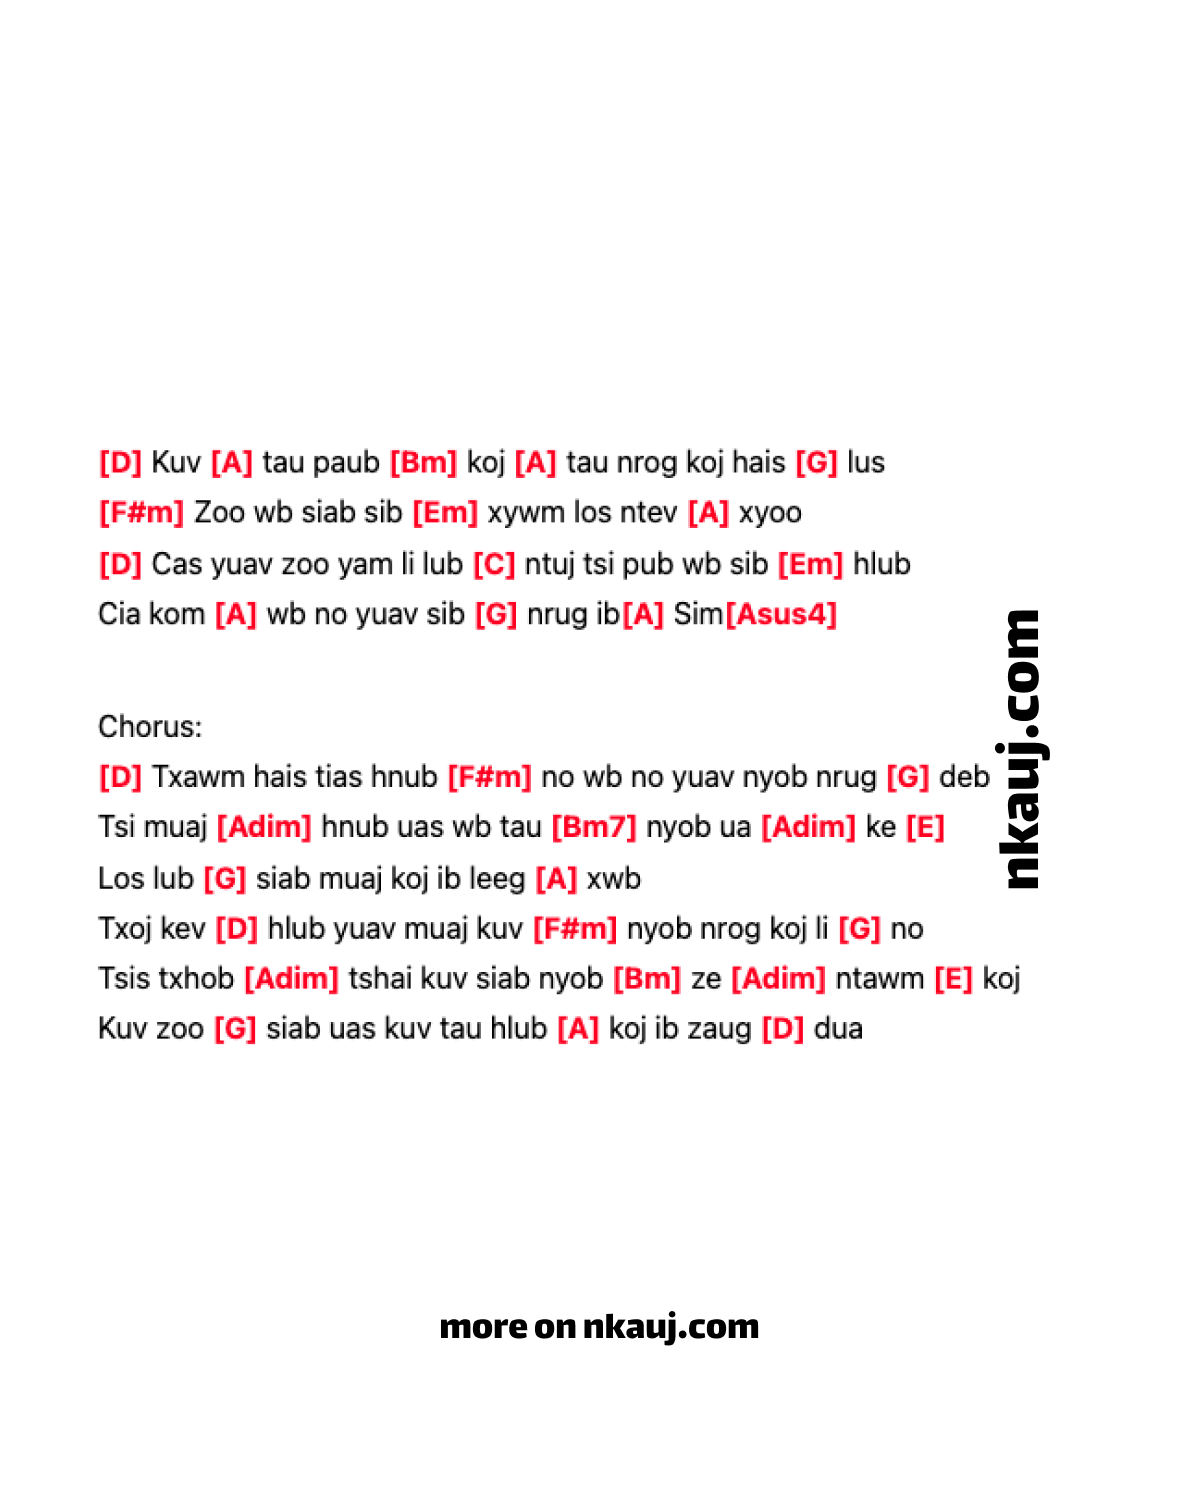 [D] Kuv [A] tau paub [Bm] koj [A] tau nrog koj hais [G] lus
[F#m] Zoo wb siab sib [Em] xywm los ntev [A] xyoo
[D] Cas yuav zoo yam li lub [C] ntuj tsi pub wb sib [Em] hlub
Cia kom [A] wb no yuav sib [G] nrug ib[A] Sim[Asus4]
Chorus:
[D] Txawm hais tias hnub [F#m] no wb no yuav nyob nrug [G] deb
Tsi muaj [Adim] hnub uas wb tau [Bm7] nyob ua [Adim] ke [E]
Los lub [G] siab muaj koj ib leeg [A] xwb
Txoj kev [D] hlub yuav muaj kuv [F#m] nyob nrog koj li [G] no
Tsis txhob [Adim] tshai kuv siab nyob [Bm] ze [Adim] ntawm [E] koj
Kuv zoo [G] siab uas kuv tau hlub [A] koj ib zaug [D] dua
nkauj.com
more on nkauj.com